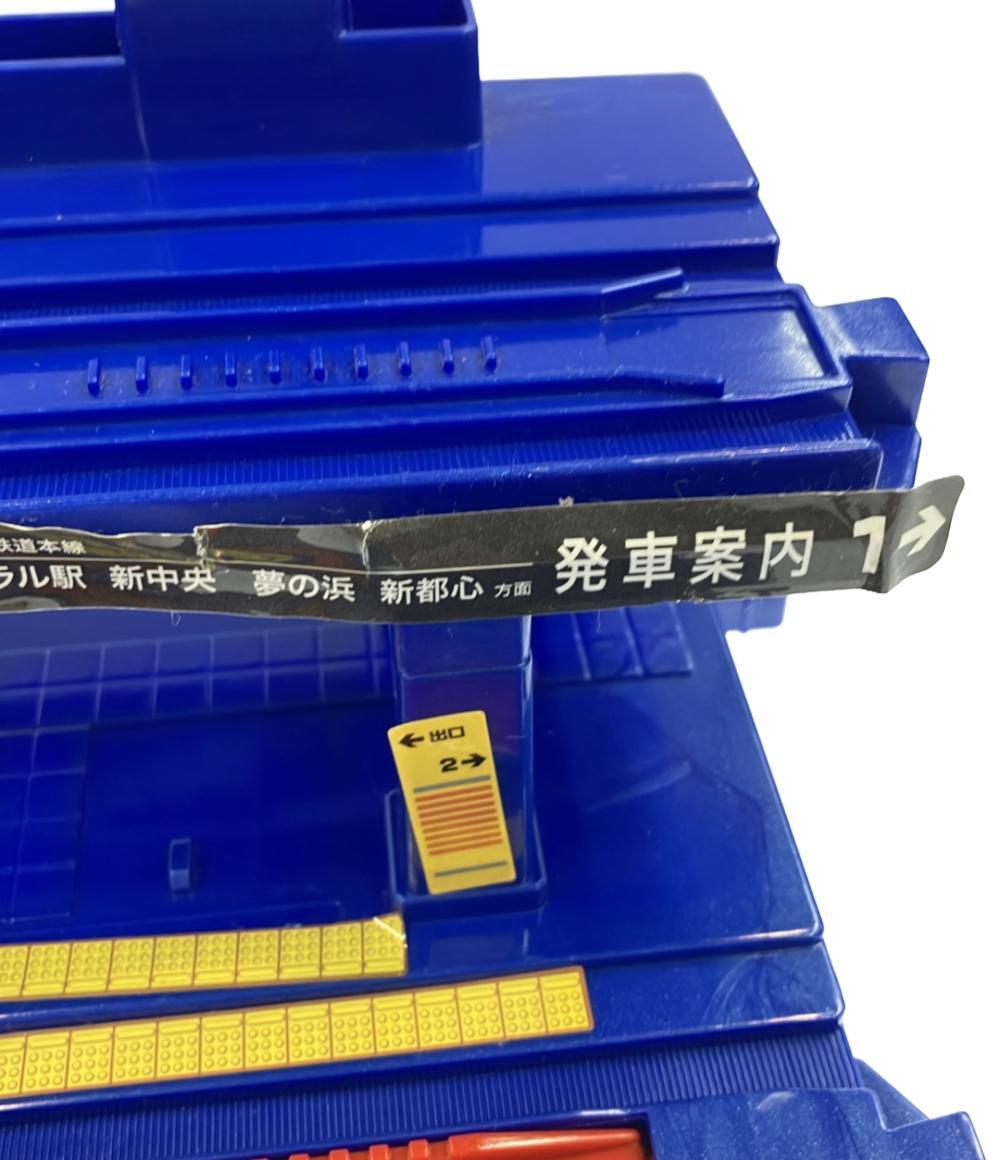 鉄道本線
ラル駅 新中央 夢の浜 新都心 方面 発車案内 1→
←出口
2→